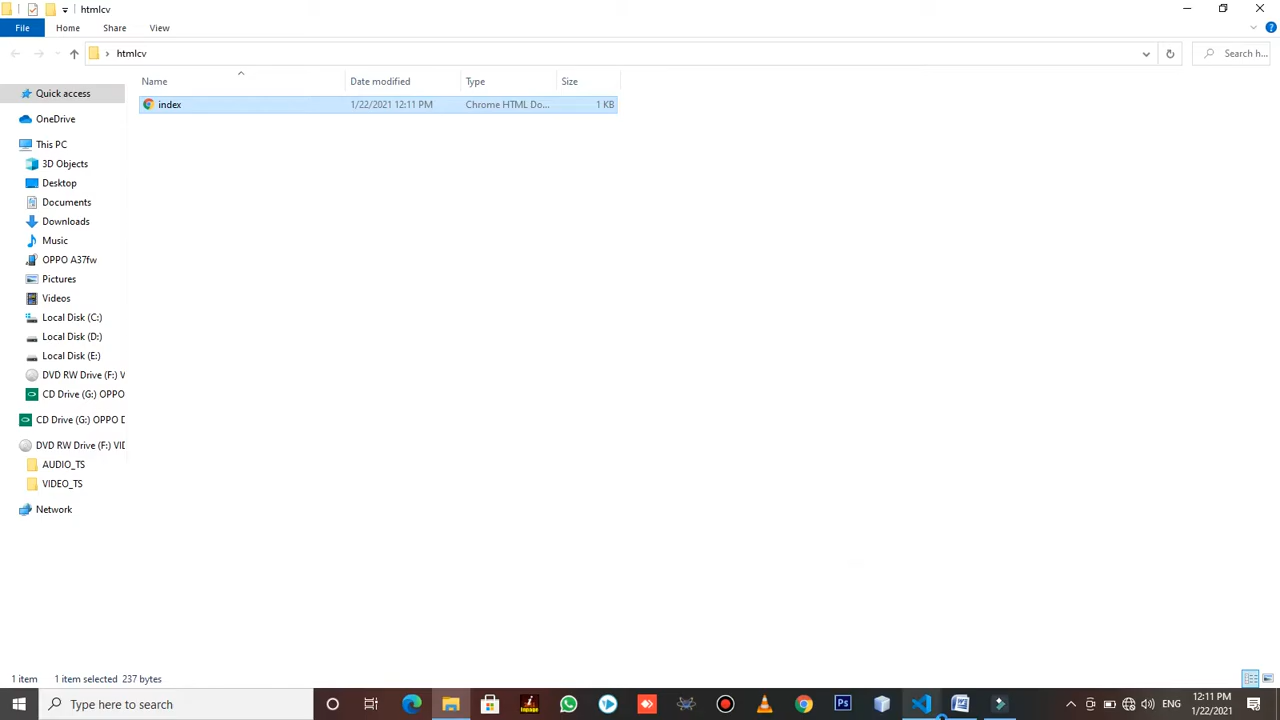 htmlcv
File Home Share View
htmlcv
Search h...
Name Date modified Type Size
index 1/22/2021 12:11 PM Chrome HTML Do... 1 KB
Quick access
OneDrive
This PC
3D Objects
Desktop
Documents
Downloads
Music
OPPO A37fw
Pictures
Videos
Local Disk (C:)
Local Disk (D:)
Local Disk (E:)
DVD RW Drive (F:) V
CD Drive (G:) OPPO
CD Drive (G:) OPPO D
DVD RW Drive (F:) VI
AUDIO_TS
VIDEO_TS
Network
1 item 1 item selected 237 bytes
Type here to search
Ps
ENG
12:11 PM
1/22/2021